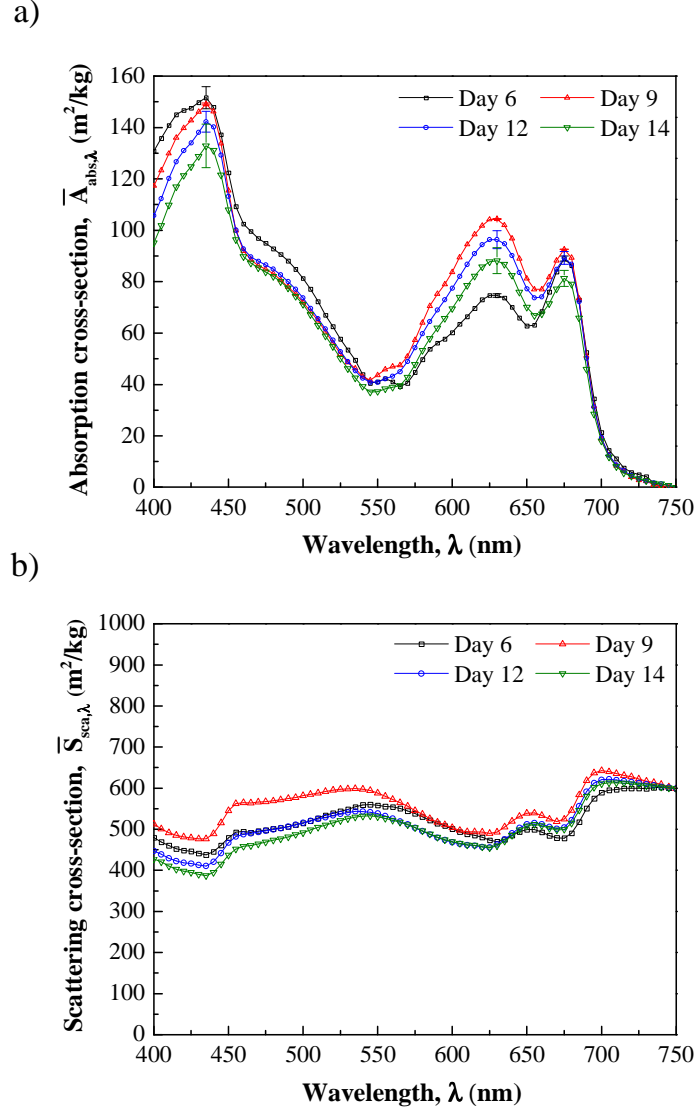 a)
160
140
120
100
80
60
40
20
0
Absorption cross-section, A̅abs,λ (m²/kg)
Day 6 Day 9
Day 12 Day 14
400 450 500 550 600 650 700 750
Wavelength, λ (nm)
b)
1000
900
800
700
600
500
400
300
200
100
0
Scattering cross-section, S̅sca,λ (m²/kg)
Day 6 Day 9
Day 12 Day 14
400 450 500 550 600 650 700 750
Wavelength, λ (nm)